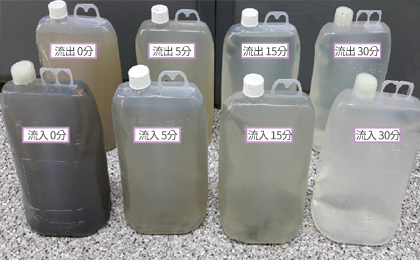 流出 0分
流出 5分
流出 15分
流出 30分
流入 0分
流入 5分
流入 15分
流入 30分